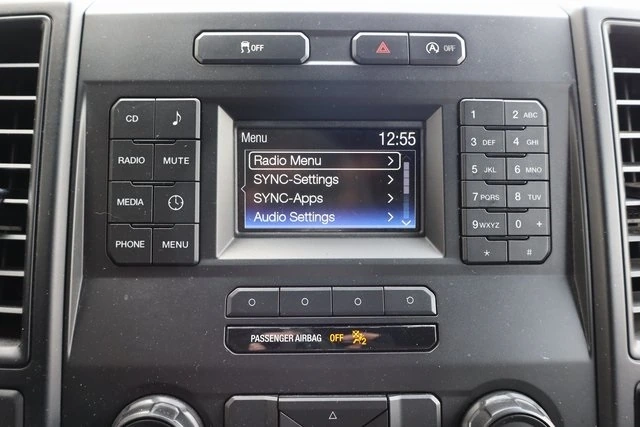 OFF
A OFF
CD
RADIO MUTE
MEDIA
PHONE MENU
Menu 12:55
Radio Menu >
SYNC-Settings >
SYNC-Apps >
Audio Settings >
1 2 ABC
3 DEF 4 GHI
5 JKL 6 MNO
7 PQRS 8 TUV
9 WXYZ 0 +
* #
PASSENGER AIRBAG OFF 2